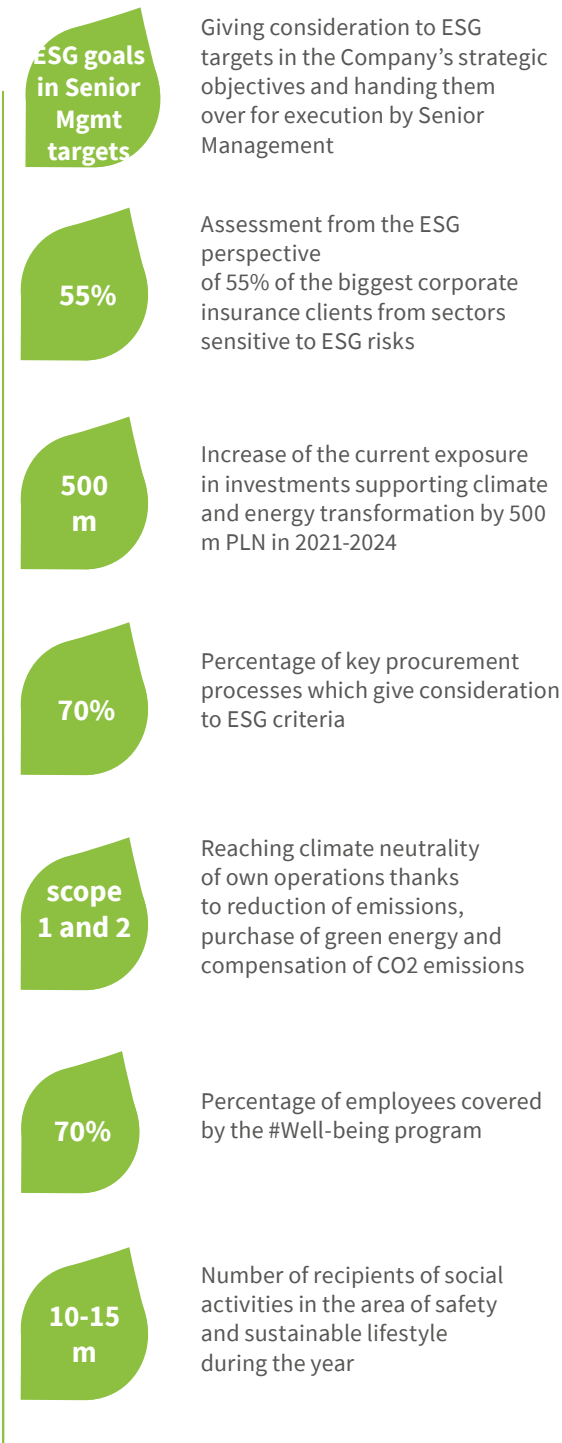 ESG goals
in Senior
Mgmt
targets
Giving consideration to ESG
targets in the Company's strategic
objectives and handing them
over for execution by Senior
Management
55%
Assessment from the ESG
perspective
of 55% of the biggest corporate
insurance clients from sectors
sensitive to ESG risks
500
m
Increase of the current exposure
in investments supporting climate
and energy transformation by 500
m PLN in 2021-2024
70%
Percentage of key procurement
processes which give consideration
to ESG criteria
scope
1 and 2
Reaching climate neutrality
of own operations thanks
to reduction of emissions,
purchase of green energy and
compensation of CO2 emissions
70%
Percentage of employees covered
by the #Well-being program
10-15
m
Number of recipients of social
activities in the area of safety
and sustainable lifestyle
during the year